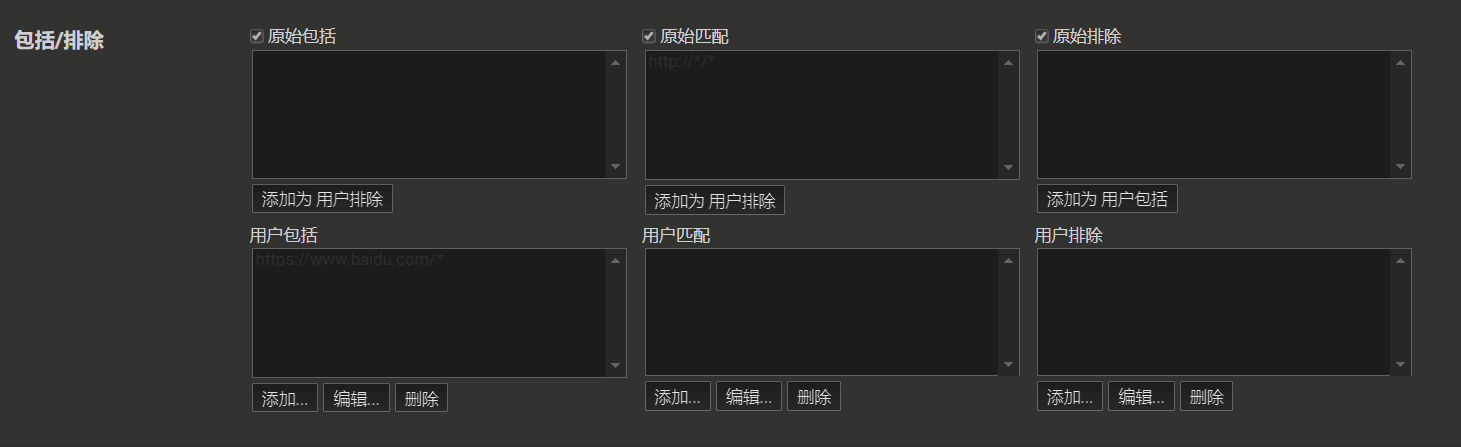 包括/排除
原始包括
原始匹配
原始排除
http://*/*
添加为 用户排除
添加为 用户排除
添加为 用户包括
用户包括
用户匹配
用户排除
https://www.baidu.com/*
添加... 编辑... 删除
添加... 编辑... 删除
添加... 编辑... 删除